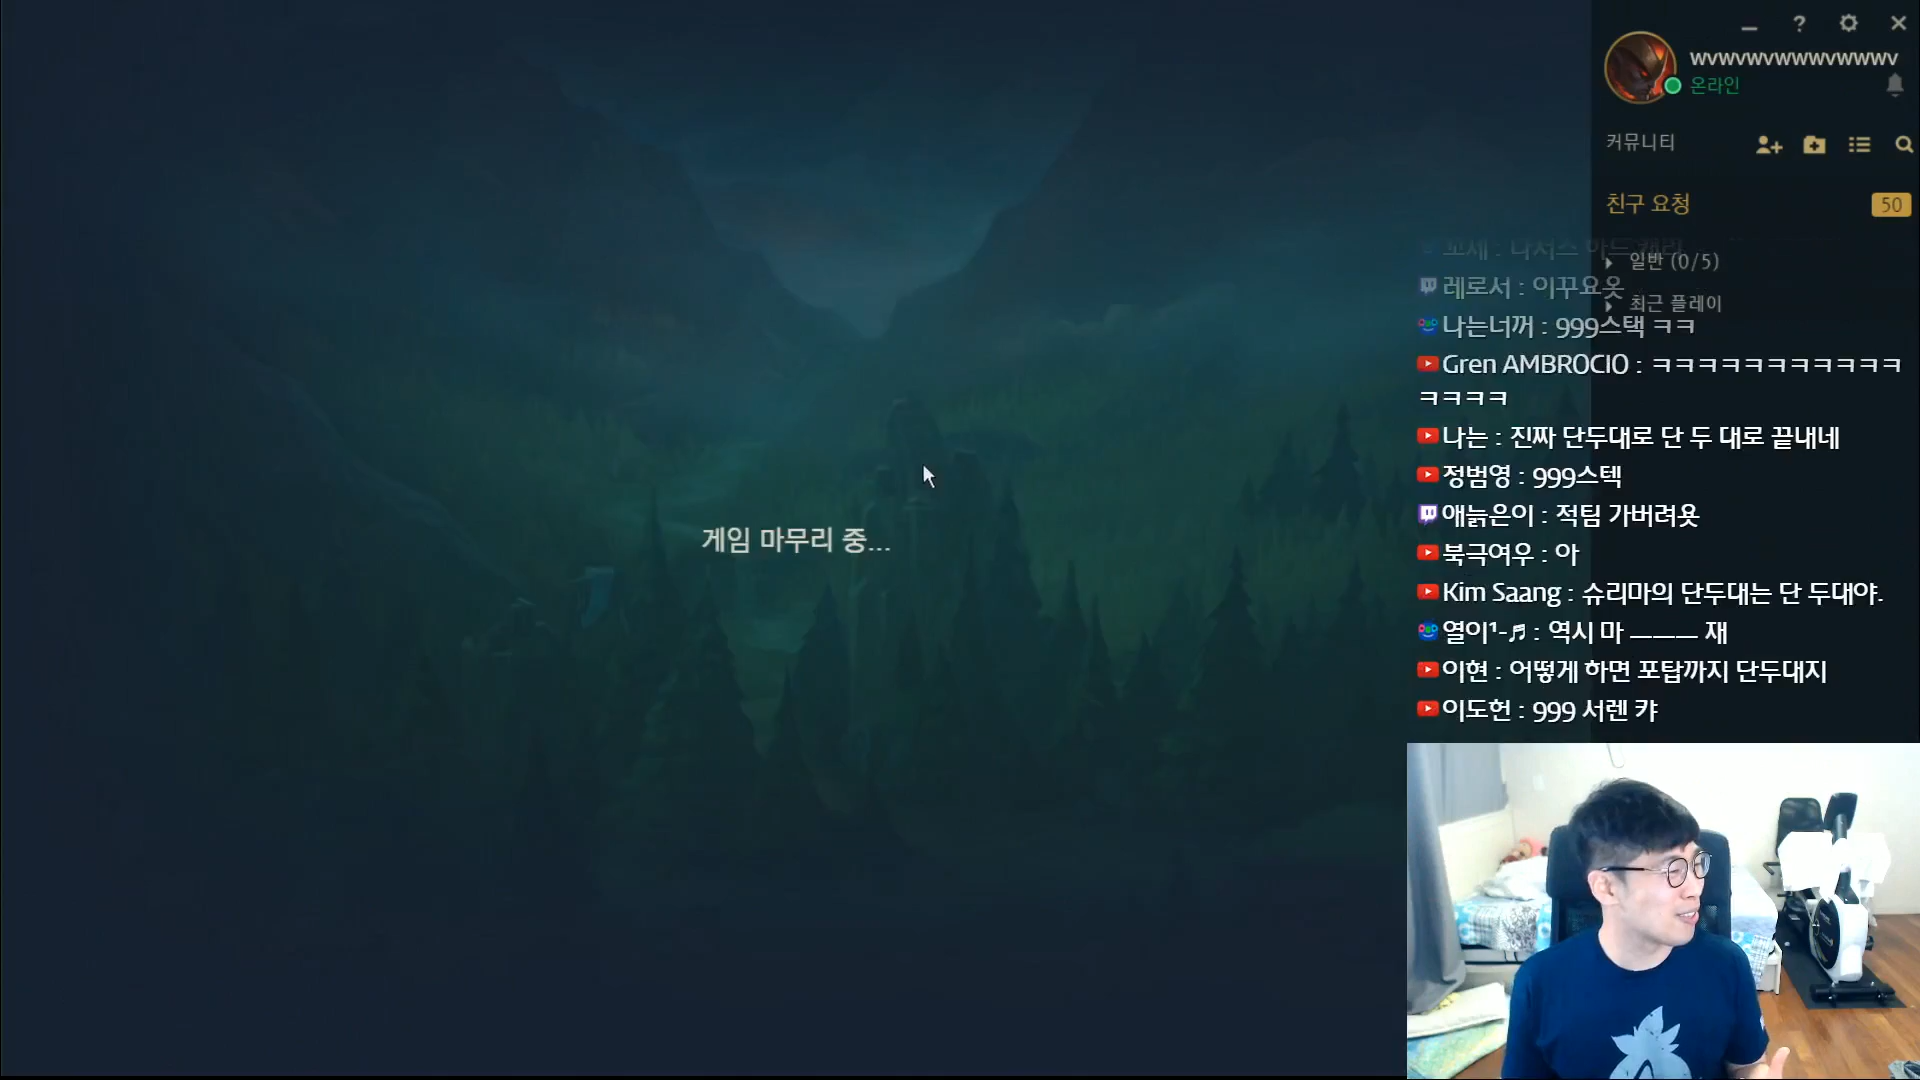 wvwvwvwwwvwwwv
온라인
커뮤니티
친구 요청
50
일반 (0/5)
최근 플레이
레로서 : 이꾸요옷
나는너꺼 : 999스택 ㅋㅋ
Gren AMBROCIO : ㅋㅋㅋㅋㅋㅋㅋㅋㅋㅋㅋ
ㅋㅋㅋㅋ
나는 : 진짜 단두대로 단 두 대로 끝내네
정범영 : 999스텍
애늙은이 : 적팀 가버려욧
북극여우 : 아
Kim Saang : 슈리마의 단두대는 단 두대야.
열이¹-♬ : 역시 마 ㅡㅡㅡ 재
이현 : 어떻게 하면 포탑까지 단두대지
이도헌 : 999 서렌 캬
게임 마무리 중...